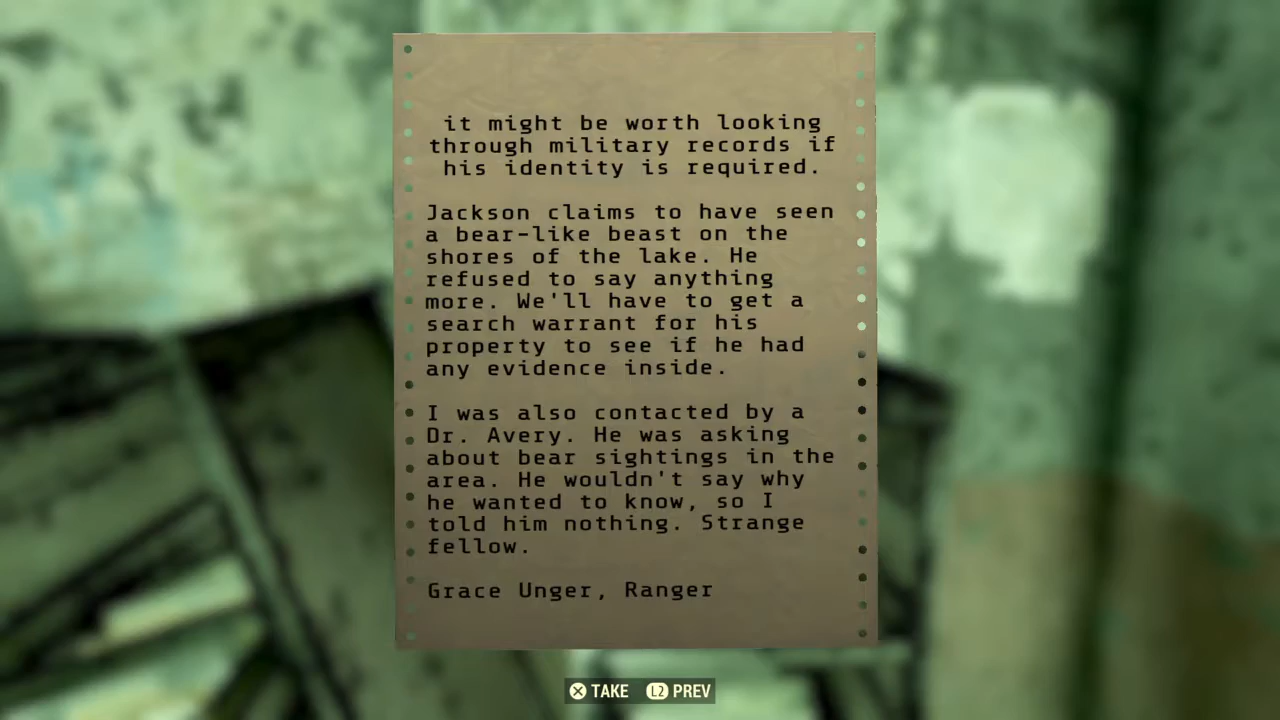 it might be worth looking
through military records if
his identity is required.
Jackson claims to have seen
a bear-like beast on the
shores of the lake. He
refused to say anything
more. We'll have to get a
search warrant for his
property to see if he had
any evidence inside.
I was also contacted by a
Dr. Avery. He was asking
about bear sightings in the
area. He wouldn't say why
he wanted to know, so I
told him nothing. Strange
fellow.
Grace Unger, Ranger
X TAKE L2 PREV